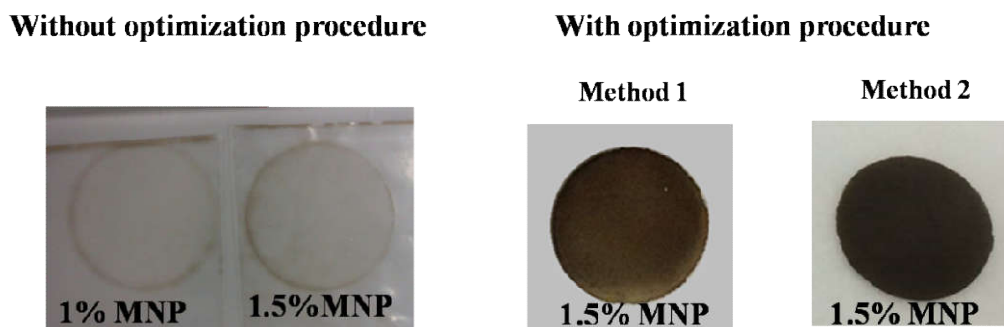 Without optimization procedure
With optimization procedure
Method 1
Method 2
1% MNP
1.5%MNP
1.5% MNP
1.5% MNP